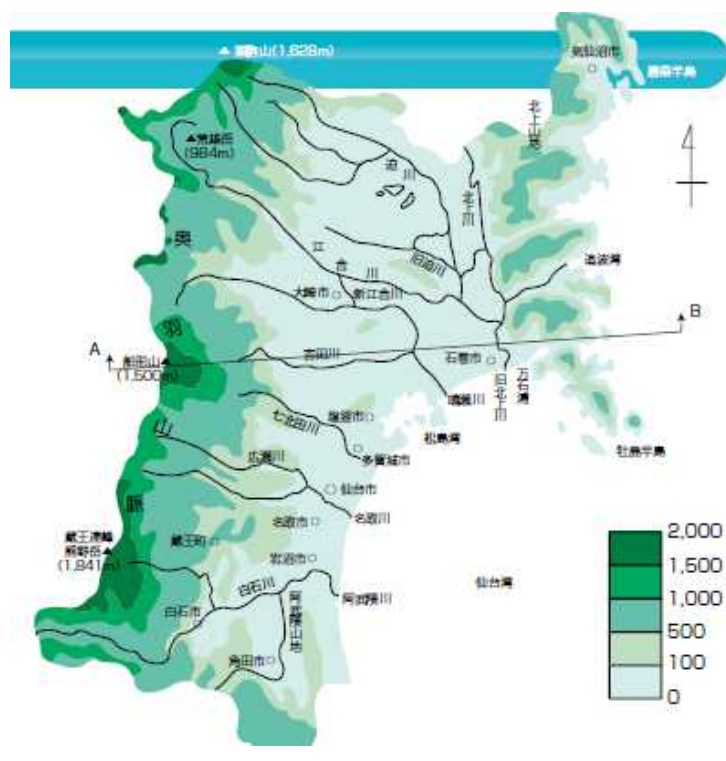 ▲栗駒山(1,628m)
気仙沼市
唐桑半島
北上山地
▲荒雄岳
(984m)
迫川
北上川
奥羽山脈
江合川
旧迫川
追波湾
大崎市
新江合川
A
B
船形山▲
(1,500m)
吉田川
石巻市
鳴瀬川
旧北上川
万石浦
七北田川
塩釜市
松島湾
多賀城市
牡鹿半島
広瀬川
仙台市
名取市
名取川
蔵王連峰
熊野岳▲
(1,841m)
蔵王町
岩沼市
仙台湾
白石川
白石市
阿武隈川
阿武隈山地
角田市
2,000
1,500
1,000
500
100
0